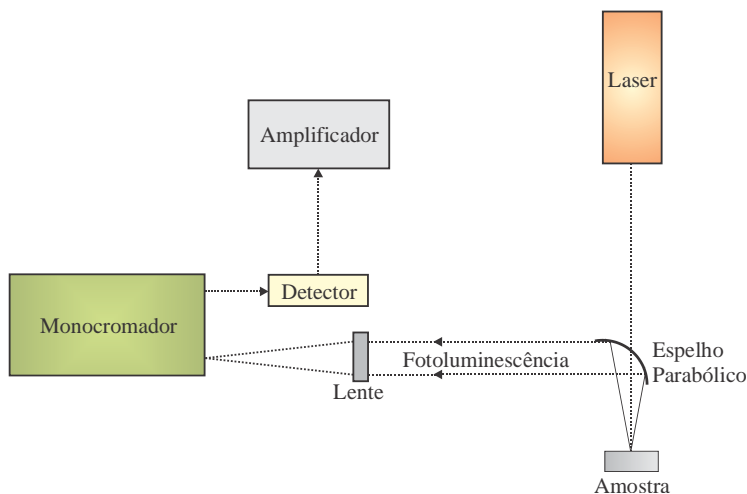 Laser
Amplificador
Detector
Monocromador
Fotoluminescência
Espelho
Parabólico
Lente
Amostra